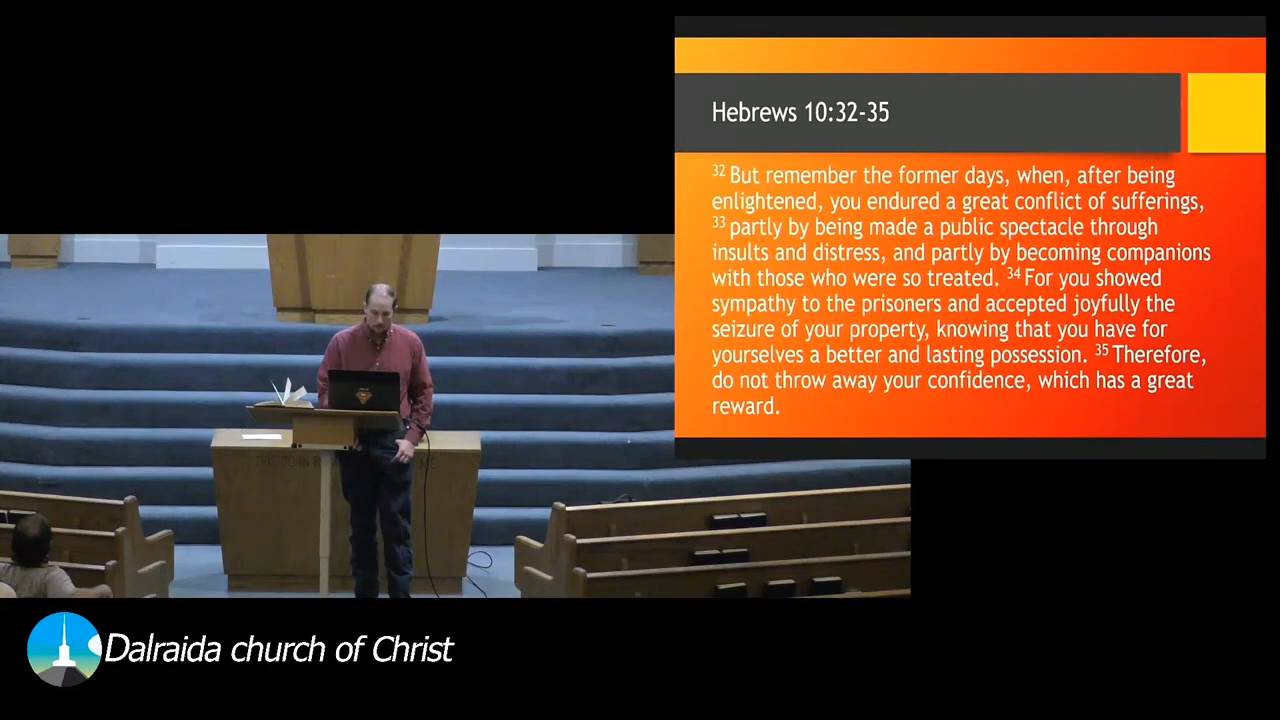 Hebrews 10:32-35
32 But remember the former days, when, after being
enlightened, you endured a great conflict of sufferings,
33 partly by being made a public spectacle through
insults and distress, and partly by becoming companions
with those who were so treated. 34 For you showed
sympathy to the prisoners and accepted joyfully the
seizure of your property, knowing that you have for
yourselves a better and lasting possession. 35 Therefore,
do not throw away your confidence, which has a great
reward.
THIS DO IN ME
Dalraida church of Christ